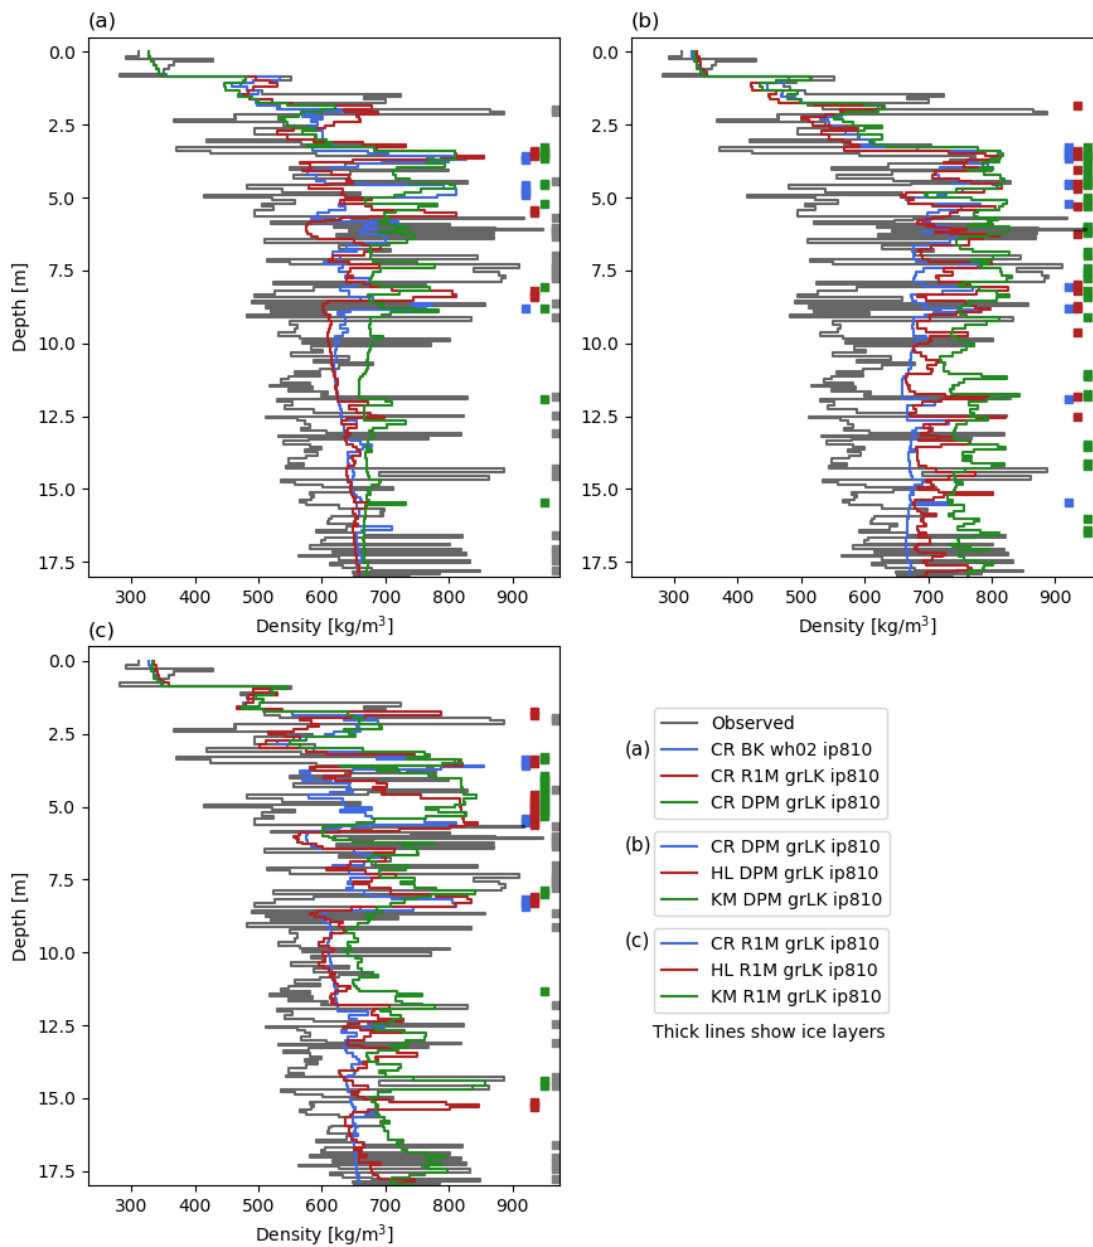 (a)
(b)
0.0
2.5
5.0
7.5
10.0
12.5
15.0
17.5
Depth [m]
300 400 500 600 700 800 900
Density [kg/m³]
0.0
2.5
5.0
7.5
10.0
12.5
15.0
17.5
300 400 500 600 700 800 900
Density [kg/m³]
(c)
0.0
2.5
5.0
7.5
10.0
12.5
15.0
17.5
Depth [m]
300 400 500 600 700 800 900
Density [kg/m³]
Observed
(a) CR BK wh02 ip810
CR R1M grLK ip810
CR DPM grLK ip810
(b) CR DPM grLK ip810
HL DPM grLK ip810
KM DPM grLK ip810
(c) CR R1M grLK ip810
HL R1M grLK ip810
KM R1M grLK ip810
Thick lines show ice layers